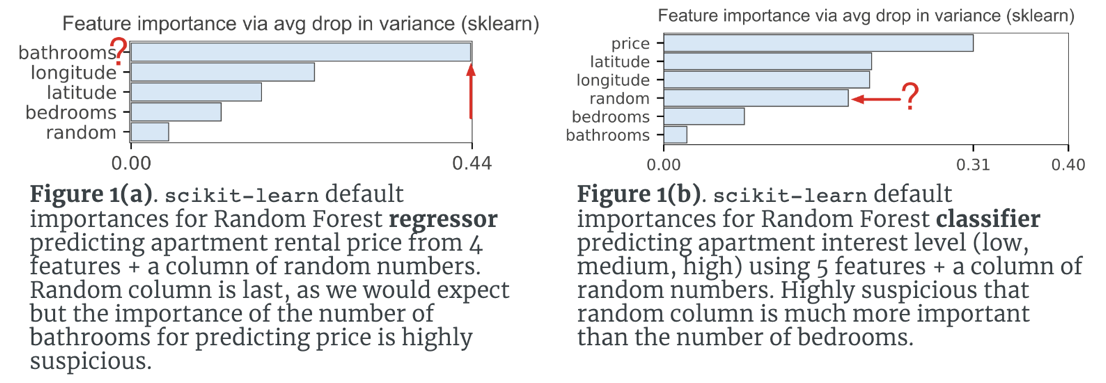 Feature importance via avg drop in variance (sklearn)
bathrooms?
longitude
latitude
bedrooms
random
0.00 0.44
Figure 1(a). scikit-learn default
importances for Random Forest regressor
predicting apartment rental price from 4
features + a column of random numbers.
Random column is last, as we would expect
but the importance of the number of
bathrooms for predicting price is highly
suspicious.
Feature importance via avg drop in variance (sklearn)
price
latitude
longitude
random
?
bedrooms
bathrooms
0.00 0.31 0.40
Figure 1(b). scikit-learn default
importances for Random Forest classifier
predicting apartment interest level (low,
medium, high) using 5 features + a column of
random numbers. Highly suspicious that
random column is much more important
than the number of bedrooms.